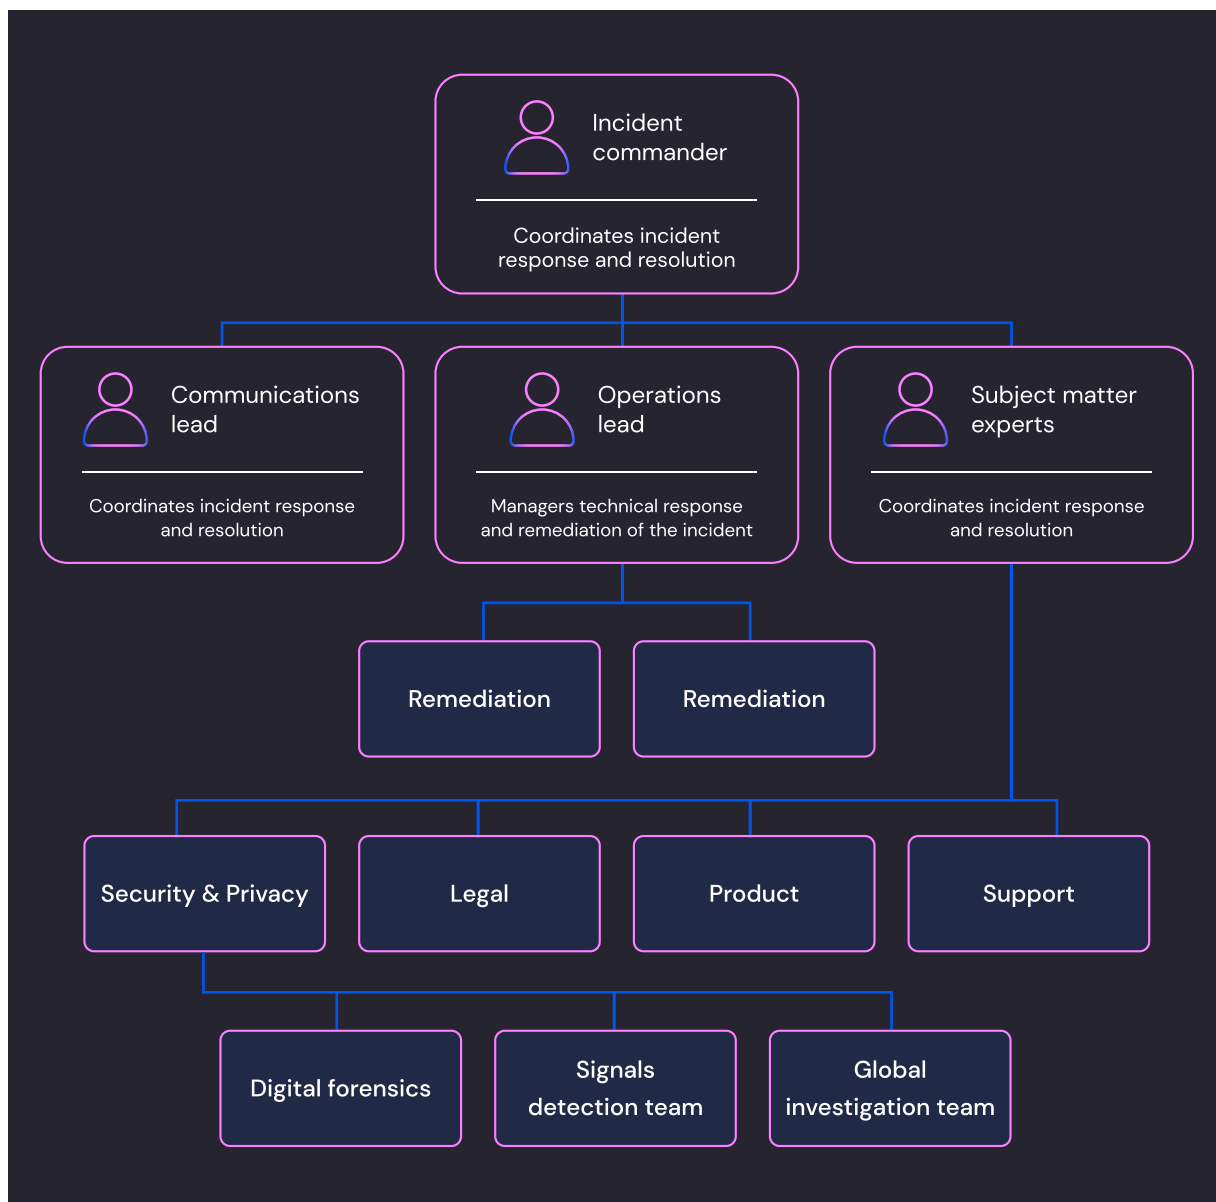 Incident
commander
Coordinates incident
response and resolution
Communications
lead
Coordinates incident response
and resolution
Operations
lead
Managers technical response
and remediation of the incident
Subject matter
experts
Coordinates incident response
and resolution
Remediation
Remediation
Security & Privacy
Legal
Product
Support
Digital forensics
Signals
detection team
Global
investigation team